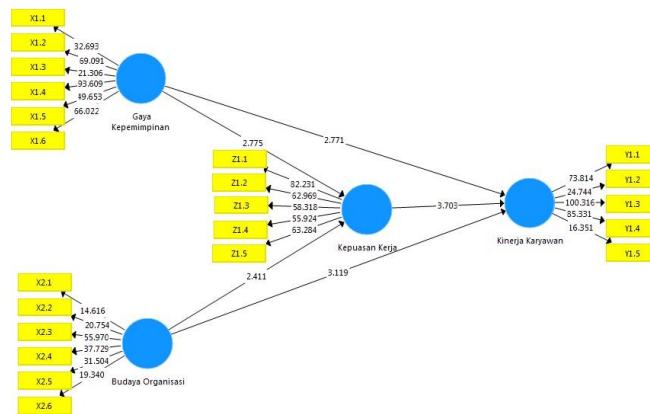 X1.1
X1.2
X1.3
X1.4
X1.5
X1.6
32.693
69.091
21.306
93.609
49.653
66.022
Gaya
Kepemimpinan
2.775
2.771
Z1.1
Z1.2
Z1.3
Z1.4
Z1.5
82.231
62.969
58.318
55.924
63.284
Kepuasan Kerja
3.703
Kinerja Karyawan
73.814
24.744
100.316
85.331
16.351
Y1.1
Y1.2
Y1.3
Y1.4
Y1.5
2.411
3.119
X2.1
X2.2
X2.3
X2.4
X2.5
X2.6
14.616
20.754
55.970
37.729
31.504
19.340
Budaya Organisasi